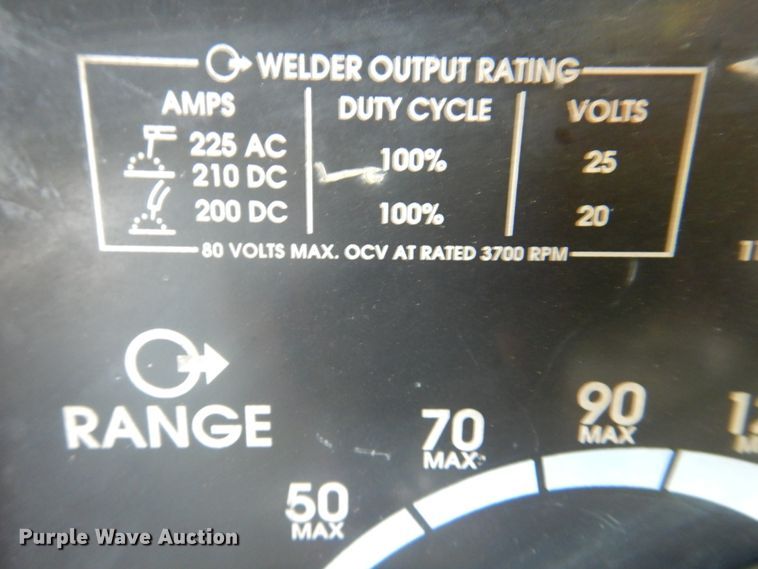 WELDER OUTPUT RATING
AMPS DUTY CYCLE VOLTS
225 AC 100% 25
210 DC
200 DC 100% 20
80 VOLTS MAX. OCV AT RATED 3700 RPM
RANGE
50 MAX
70 MAX
90 MAX
Purple Wave Auction